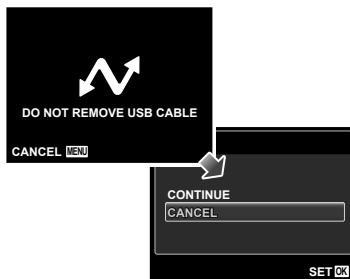 DO NOT REMOVE USB CABLE
CANCEL MENU
CONTINUE
CANCEL
SET OK